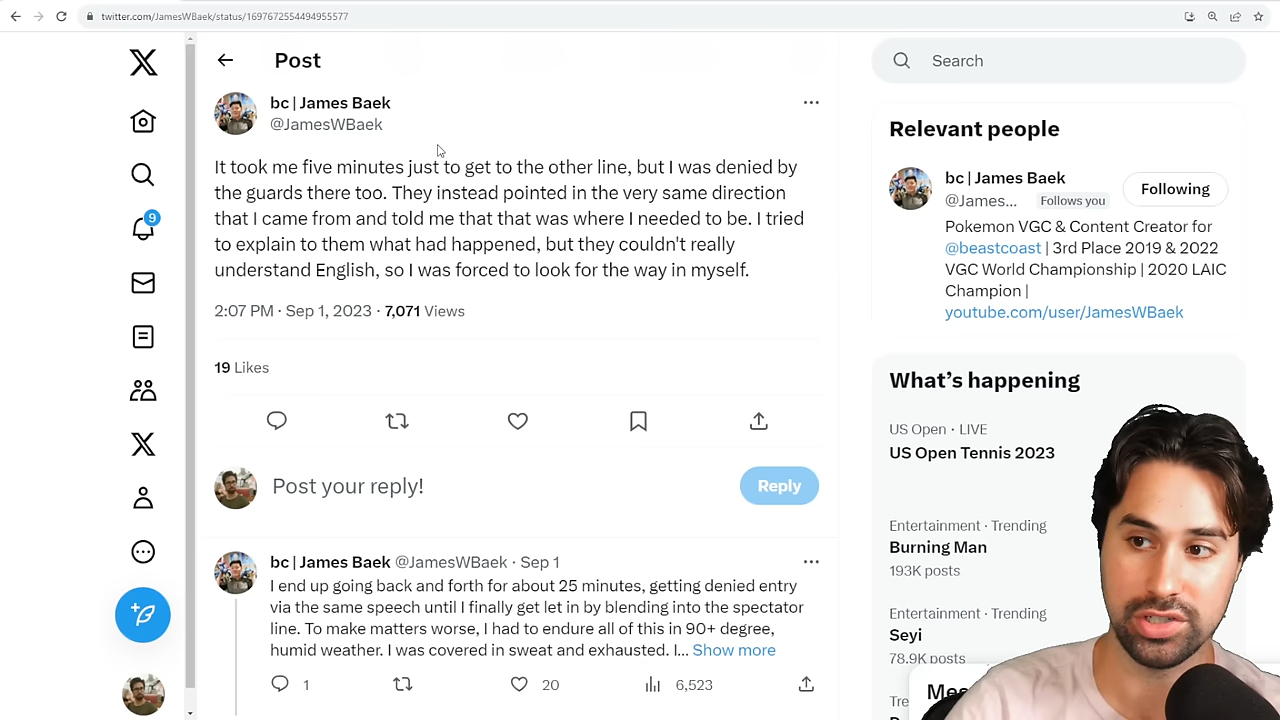 twitter.com/JamesWBaek/status/1697672554494955577
Post
bc | James Baek
@JamesWBaek
It took me five minutes just to get to the other line, but I was denied by
the guards there too. They instead pointed in the very same direction
that I came from and told me that that was where I needed to be. I tried
to explain to them what had happened, but they couldn't really
understand English, so I was forced to look for the way in myself.
2:07 PM · Sep 1, 2023 · 7,071 Views
19 Likes
Post your reply!
Reply
bc | James Baek @JamesWBaek · Sep 1
I end up going back and forth for about 25 minutes, getting denied entry
via the same speech until I finally get let in by blending into the spectator
line. To make matters worse, I had to endure all of this in 90+ degree,
humid weather. I was covered in sweat and exhausted. I... Show more
1
20
6,523
9
Search
Relevant people
bc | James Baek
@James... Follows you
Following
Pokemon VGC & Content Creator for
@beastcoast | 3rd Place 2019 & 2022
VGC World Championship | 2020 LAIC
Champion |
youtube.com/user/JamesWBaek
What's happening
US Open · LIVE
US Open Tennis 2023
Entertainment · Trending
Burning Man
193K posts
Entertainment · Trending
Seyi
78.9K posts